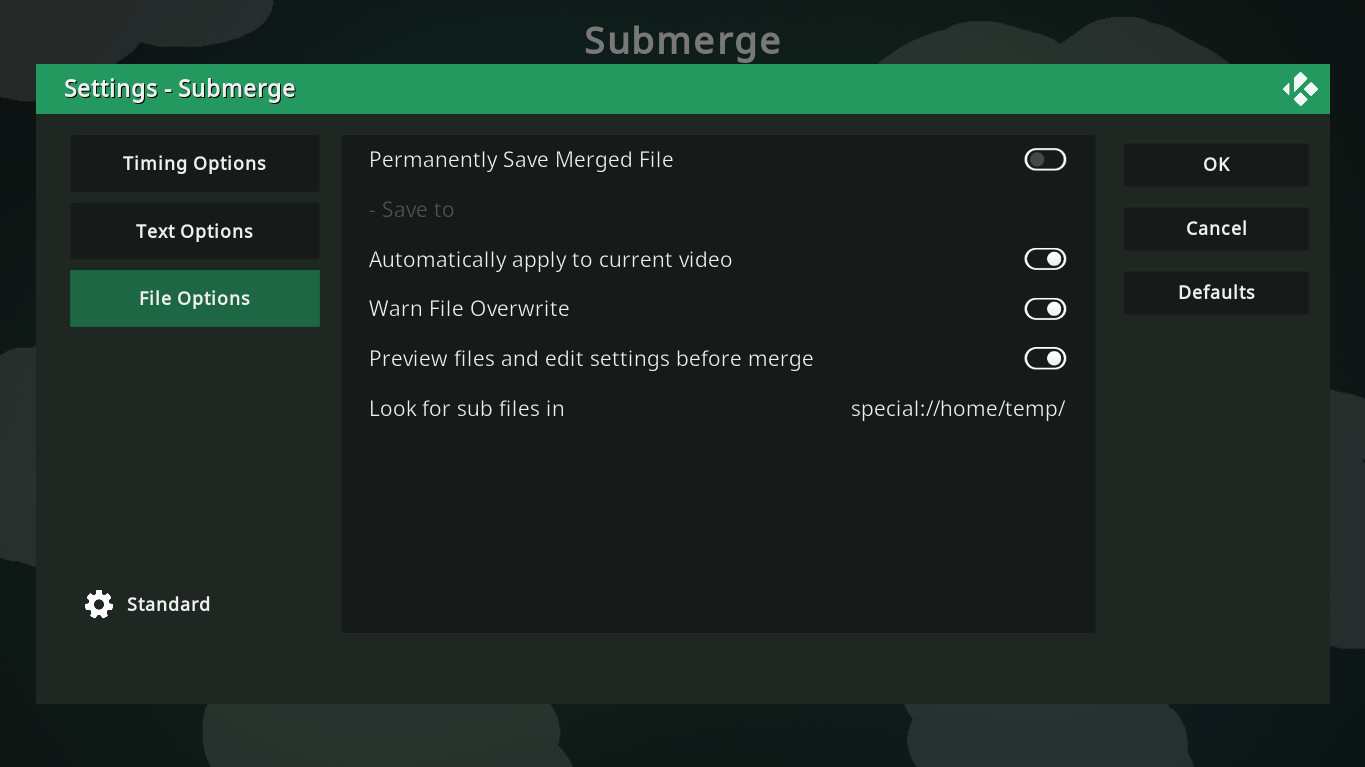 Submerge
Settings - Submerge
Timing Options
Text Options
File Options
Standard
Permanently Save Merged File
- Save to
Automatically apply to current video
Warn File Overwrite
Preview files and edit settings before merge
Look for sub files in special://home/temp/
OK
Cancel
Defaults